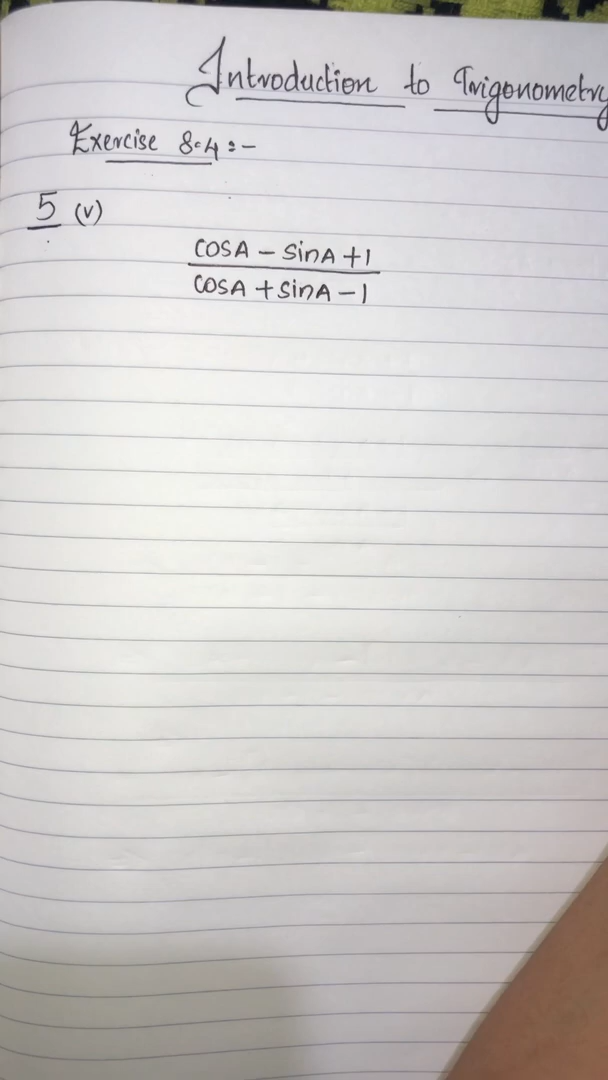 Introduction to Trigonometry
Exercise 8.4 :-
5 (v)
cosA - sinA + 1
cosA + sinA - 1